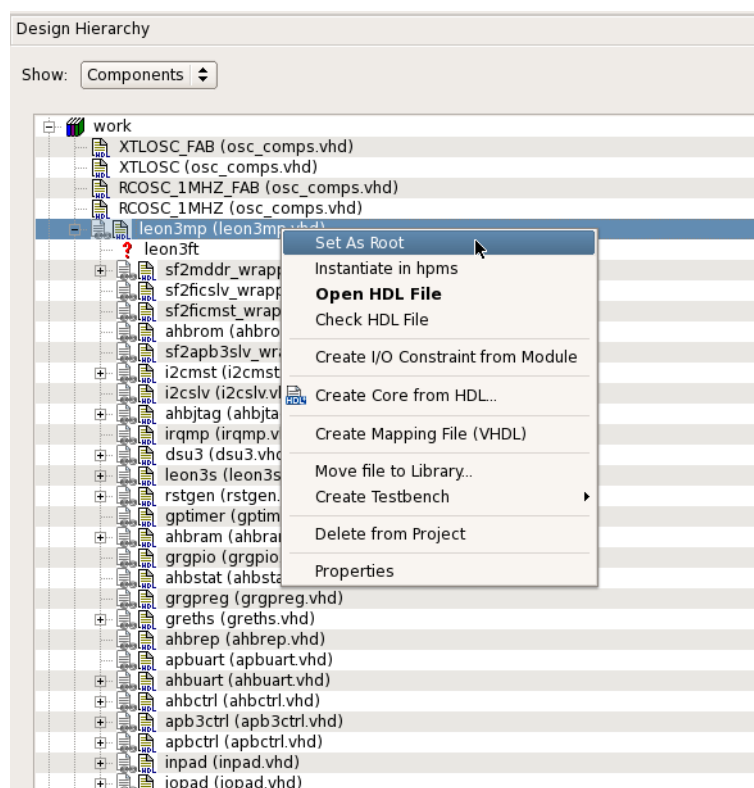 Design Hierarchy
Show: Components
work
XTLOSC_FAB (osc_comps.vhd)
XTLOSC (osc_comps.vhd)
RCOSC_1MHZ_FAB (osc_comps.vhd)
RCOSC_1MHZ (osc_comps.vhd)
leon3mp (leon3mp.vhd)
? leon3ft
sf2mddr_wrapp
sf2ficslv_wrapp
sf2ficmst_wrap
ahbrom (ahbro
sf2apb3slv_wra
i2cmst (i2cmst
i2cslv (i2cslv.vh
ahbjtag (ahbjta
irqmp (irqmp.v
dsu3 (dsu3.vhd
leon3s (leon3s
rstgen (rstgen.
gptimer (gptim
ahbram (ahbra
grgpio (grgpio
ahbstat (ahbsta
grgpreg (grgpreg.vhd)
greths (greths.vhd)
ahbrep (ahbrep.vhd)
apbuart (apbuart.vhd)
ahbuart (ahbuart.vhd)
ahbctrl (ahbctrl.vhd)
apb3ctrl (apb3ctrl.vhd)
apbctrl (apbctrl.vhd)
inpad (inpad.vhd)
iopad (iopad.vhd)
Set As Root
Instantiate in hpms
Open HDL File
Check HDL File
Create I/O Constraint from Module
Create Core from HDL...
Create Mapping File (VHDL)
Move file to Library...
Create Testbench
Delete from Project
Properties